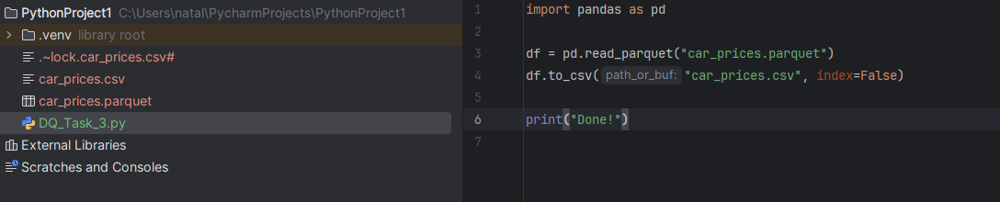 PythonProject1 C:\Users\natal\PycharmProjects\PythonProject1
.venv library root
.~lock.car_prices.csv#
car_prices.csv
car_prices.parquet
DQ_Task_3.py
External Libraries
Scratches and Consoles
1 import pandas as pd
2
3 df = pd.read_parquet("car_prices.parquet")
4 df.to_csv( path_or_buf: "car_prices.csv", index=False)
5
6 print("Done!")
7